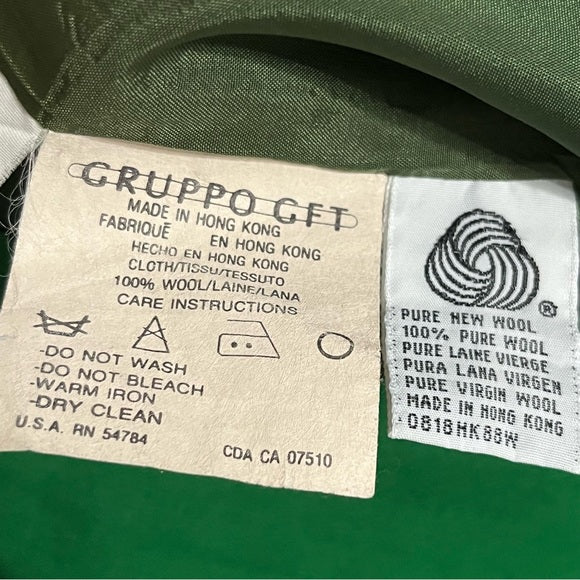 GRUPPO GFT
MADE IN HONG KONG
FABRIQUÉ EN HONG KONG
HECHO EN HONG KONG
CLOTH/TISSU/TESSUTO
100% WOOL/LAINE/LANA
CARE INSTRUCTIONS
-DO NOT WASH
-DO NOT BLEACH
-WARM IRON
-DRY CLEAN
U.S.A. RN 54784
CDA CA 07510
®
PURE NEW WOOL
100% PURE WOOL
PURE LAINE VIERGE
PURA LANA VIRGEN
PURE VIRGIN WOOL
MADE IN HONG KONG
0818HK88W